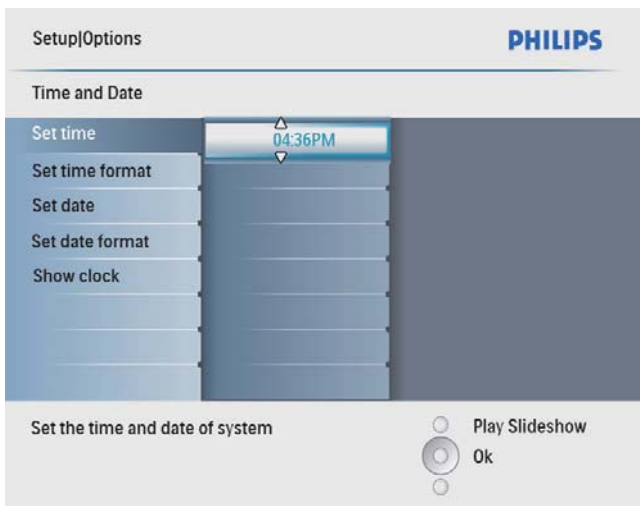 Setup|Options
PHILIPS
Time and Date
Set time
04:36PM
Set time format
Set date
Set date format
Show clock
Set the time and date of system
Play Slideshow
Ok